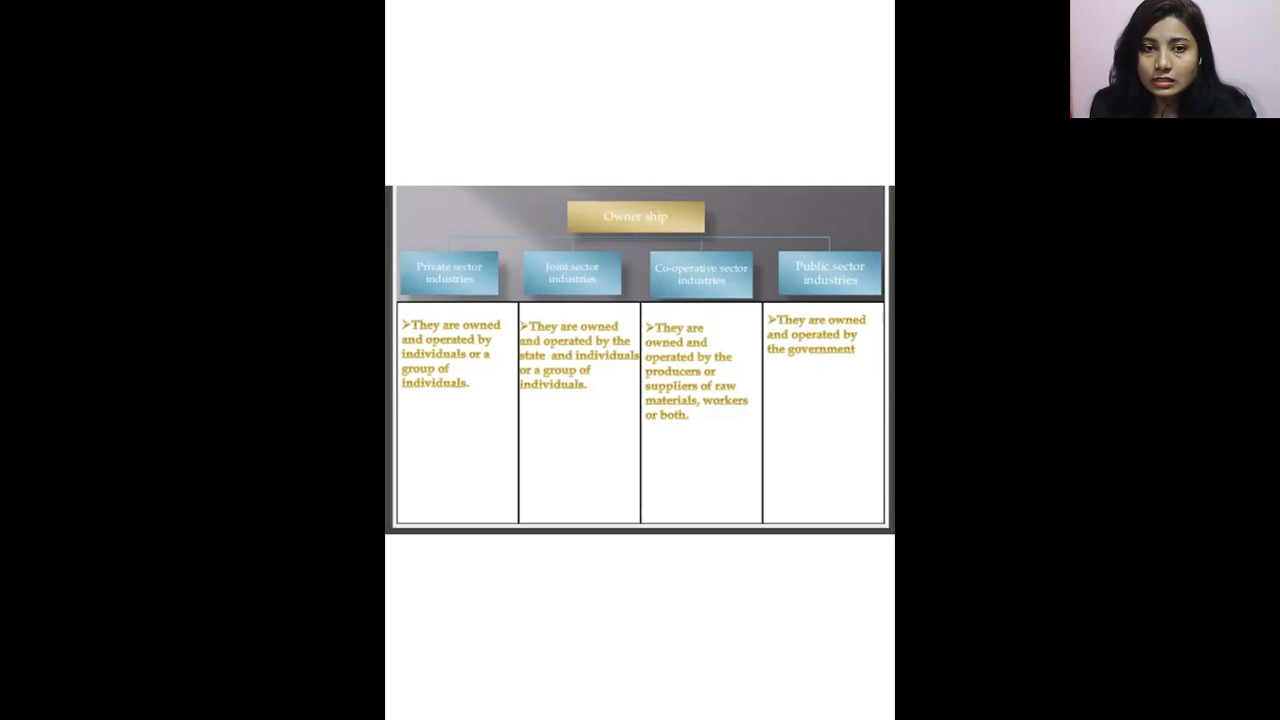 Owner ship
Private sector
industries
Joint sector
industries
Co-operative sector
industries
Public sector
industries
➢They are owned
and operated by
individuals or a
group of
individuals.
➢They are owned
and operated by the
state and individuals
or a group of
individuals.
➢They are
owned and
operated by the
producers or
suppliers of raw
materials, workers
or both.
➢They are owned
and operated by
the government